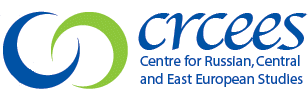 crcees
Centre for Russian, Central
and East European Studies